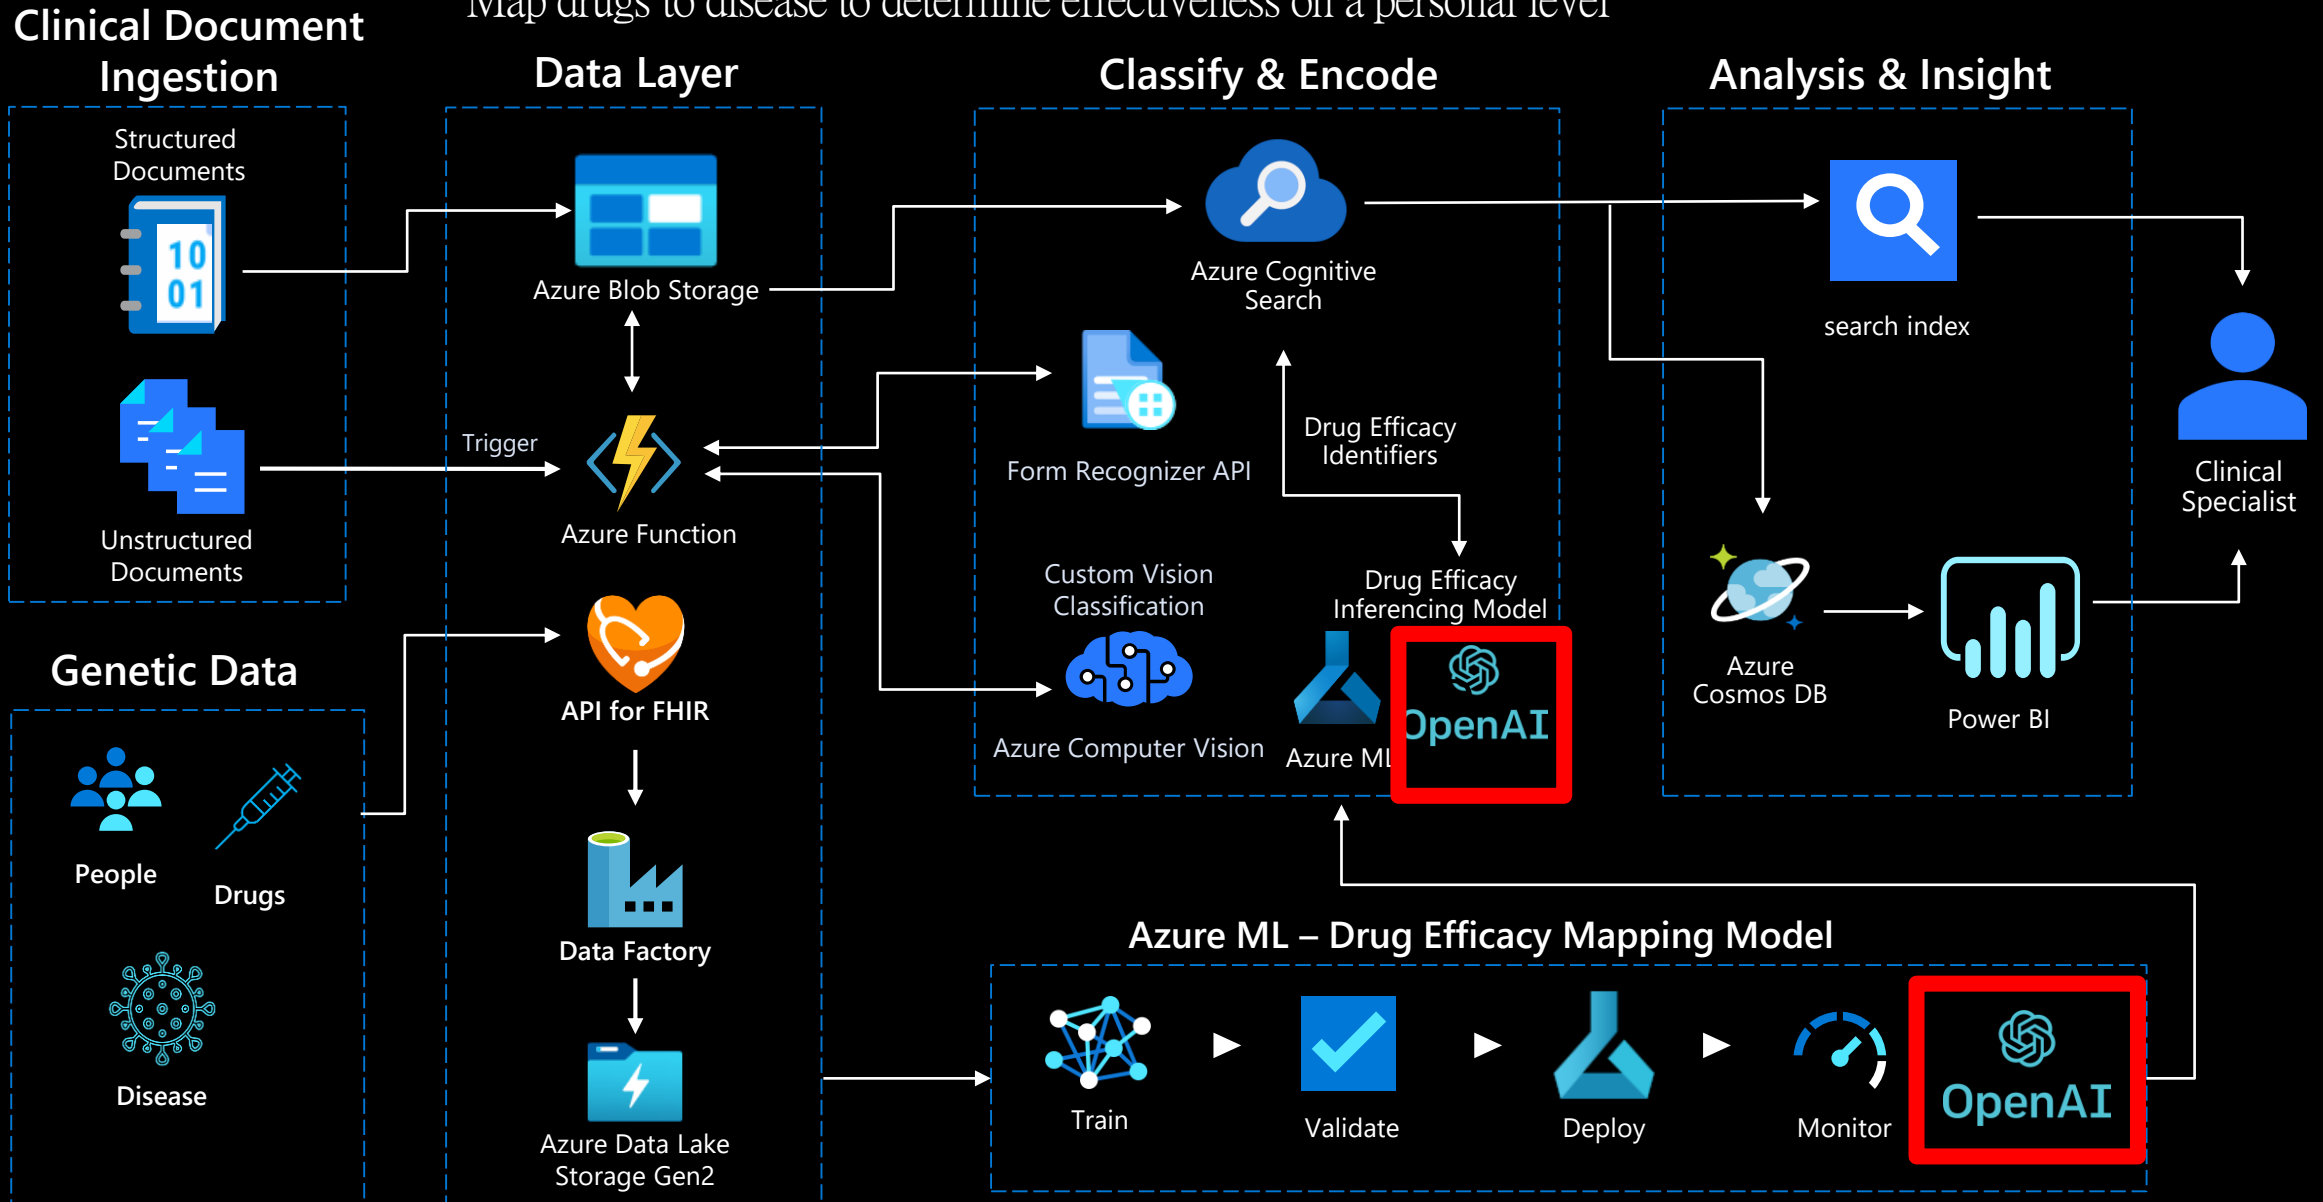 Map drugs to disease to determine effectiveness on a personal level
Clinical Document
Ingestion
Structured
Documents
10
01
Unstructured
Documents
Genetic Data
People
Drugs
Disease
Data Layer
Azure Blob Storage
Trigger
Azure Function
API for FHIR
Data Factory
Azure Data Lake
Storage Gen2
Classify & Encode
Azure Cognitive
Search
Form Recognizer API
Drug Efficacy
Identifiers
Custom Vision
Classification
Azure Computer Vision
Drug Efficacy
Inferencing Model
Azure ML
OpenAI
Analysis & Insight
search index
Azure
Cosmos DB
Power BI
Clinical
Specialist
Azure ML – Drug Efficacy Mapping Model
Train
Validate
Deploy
Monitor
OpenAI